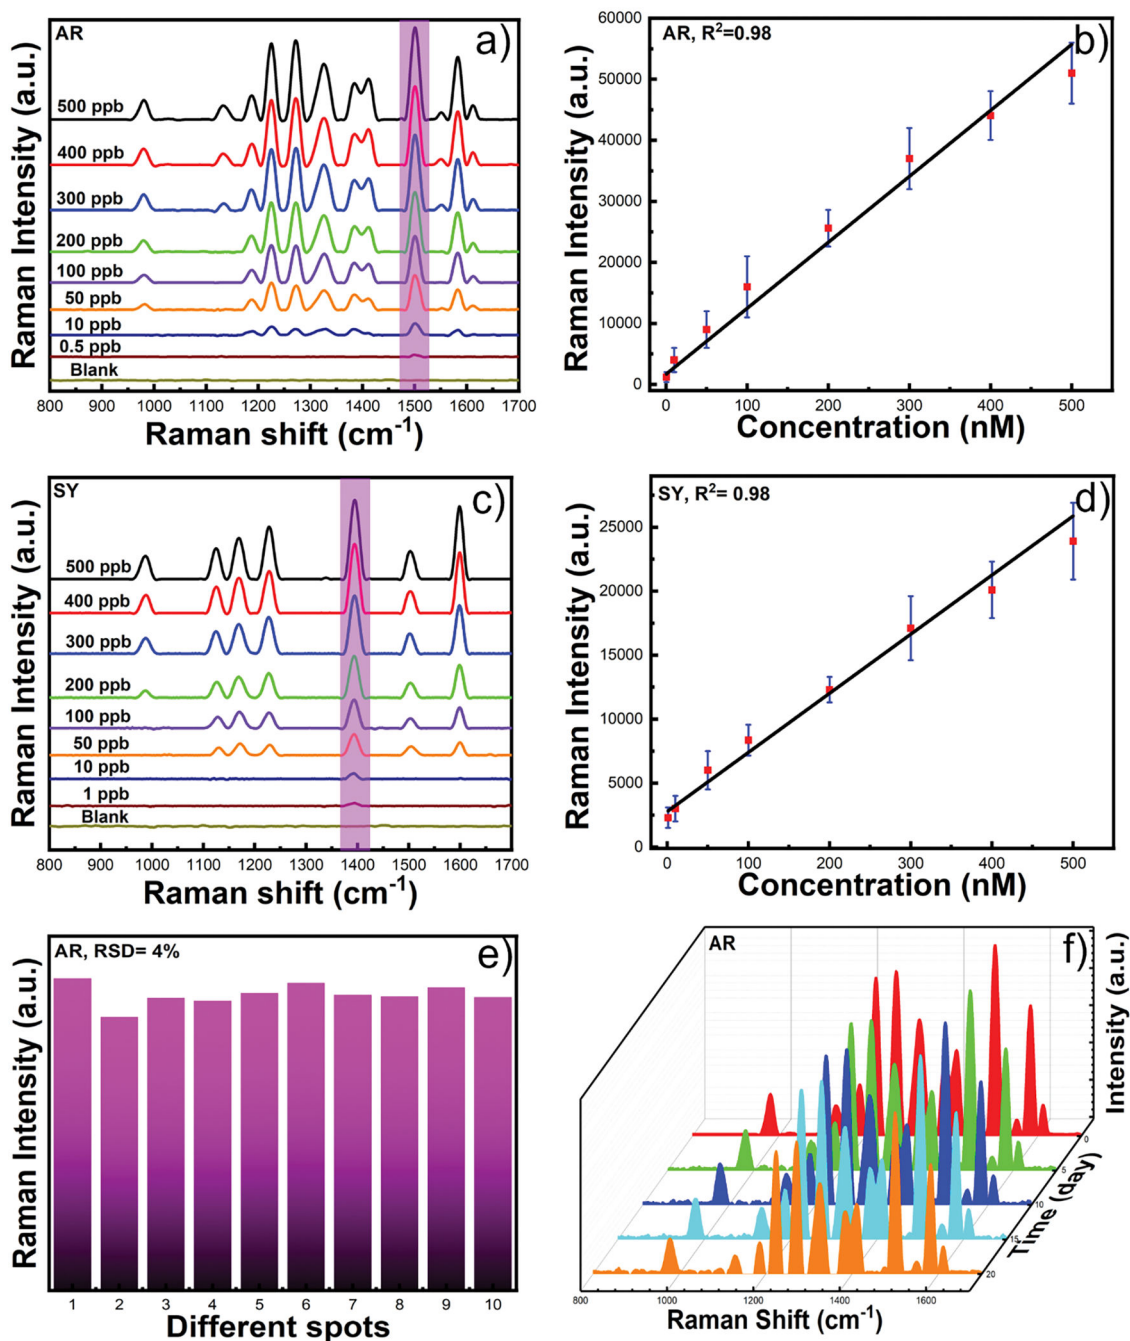 AR
a)
500 ppb
400 ppb
300 ppb
200 ppb
100 ppb
50 ppb
10 ppb
0.5 ppb
Blank
800 900 1000 1100 1200 1300 1400 1500 1600 1700
Raman shift (cm⁻¹)
Raman Intensity (a.u.)
AR, R²=0.98
b)
60000
50000
40000
30000
20000
10000
0
0 100 200 300 400 500
Concentration (nM)
Raman Intensity (a.u.)
SY
c)
500 ppb
400 ppb
300 ppb
200 ppb
100 ppb
50 ppb
10 ppb
1 ppb
Blank
800 900 1000 1100 1200 1300 1400 1500 1600 1700
Raman shift (cm⁻¹)
Raman Intensity (a.u.)
SY, R²= 0.98
d)
25000
20000
15000
10000
5000
0
0 100 200 300 400 500
Concentration (nM)
Raman Intensity (a.u.)
AR, RSD= 4%
e)
1 2 3 4 5 6 7 8 9 10
Different spots
Raman Intensity (a.u.)
AR
f)
Intensity (a.u.)
0
5
10
15
20
Time (day)
800 1000 1200 1400 1600
Raman Shift (cm⁻¹)